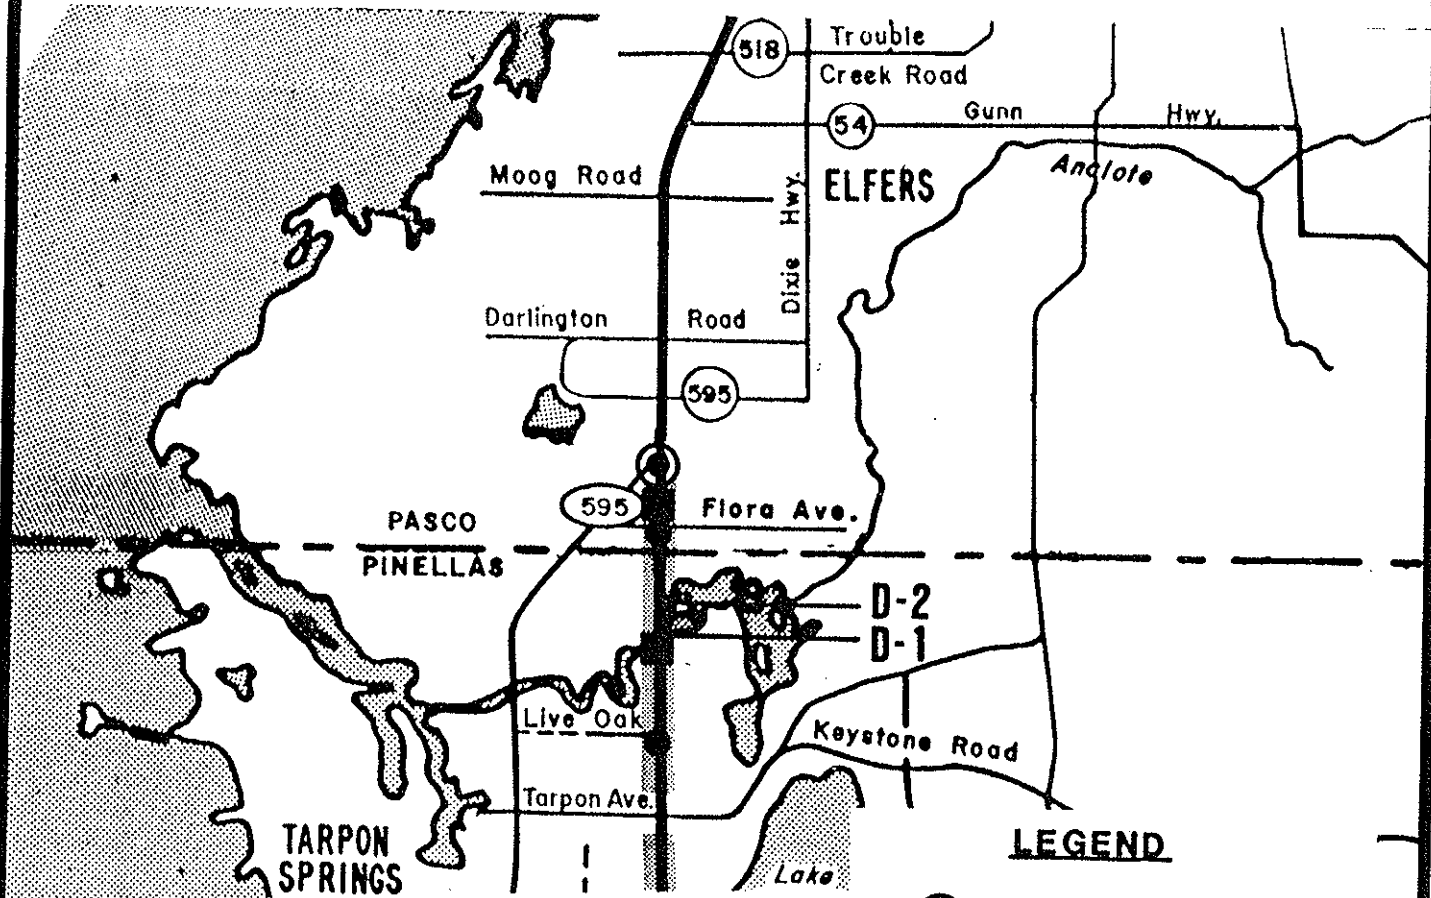 518
Trouble
Creek Road
54
Gunn Hwy.
Anclote
Moog Road
ELFERS
Dixie Hwy.
Darlington Road
595
595
Flora Ave.
PASCO
PINELLAS
D-2
D-1
Live Oak
Keystone Road
Tarpon Ave.
TARPON
SPRINGS
LEGEND
Lake